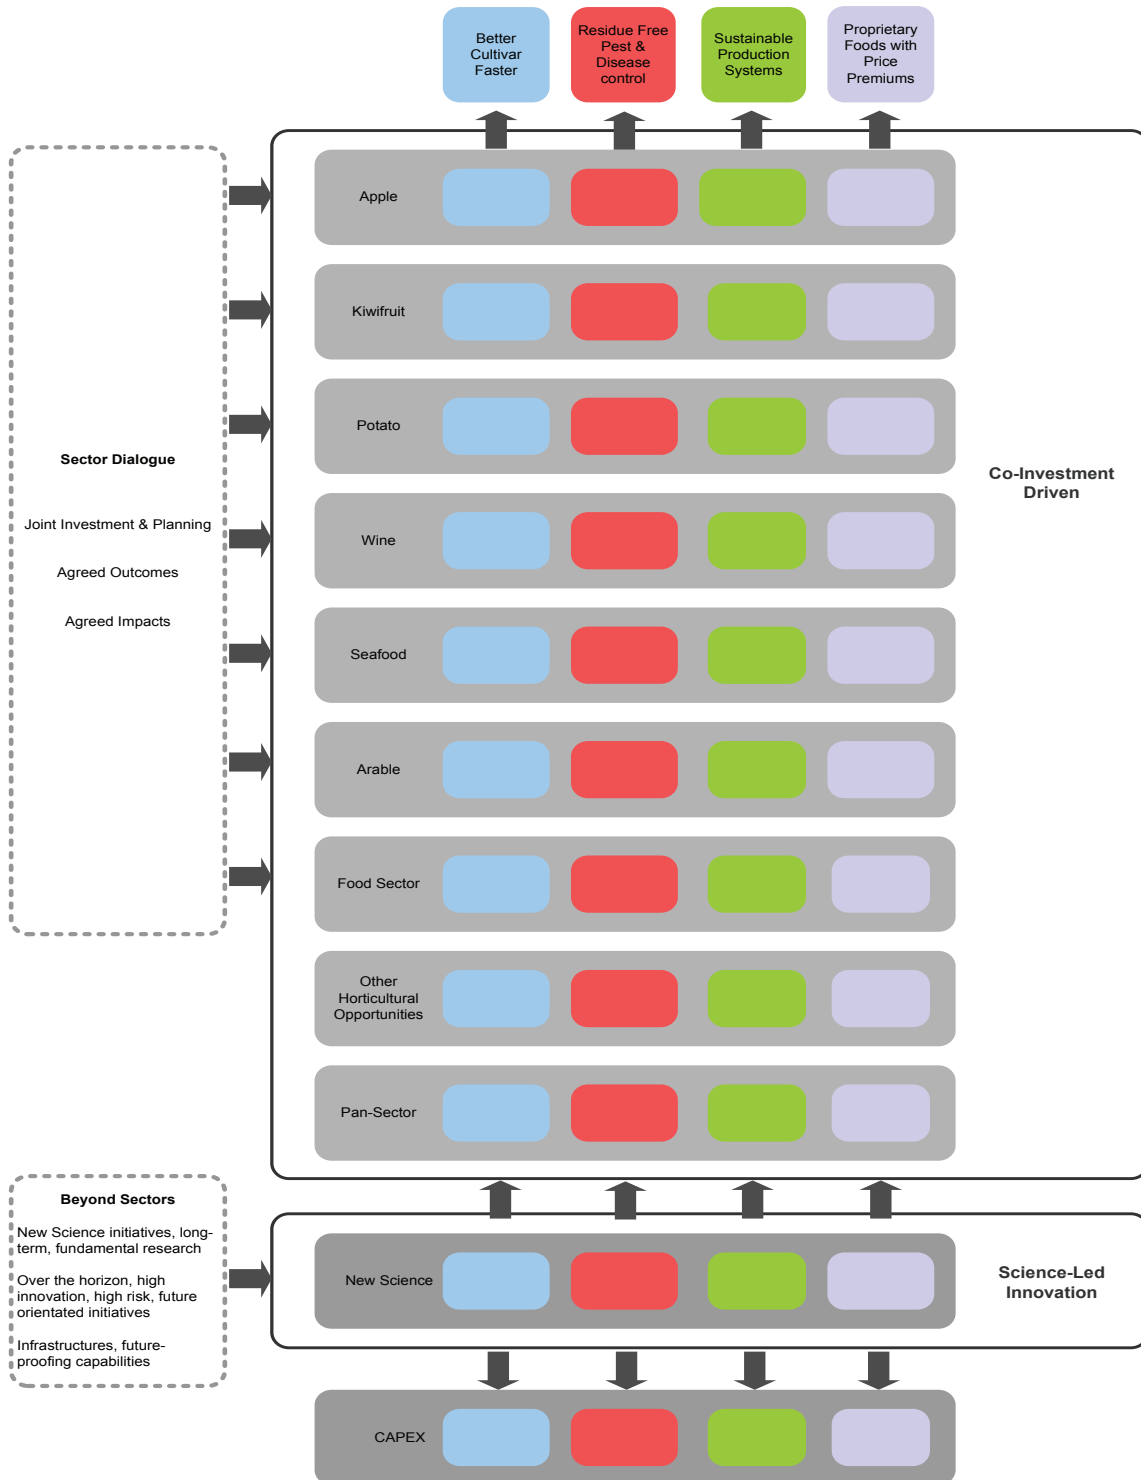 Better
Cultivar
Faster
Residue Free
Pest &
Disease
control
Sustainable
Production
Systems
Proprietary
Foods with
Price
Premiums
Apple
Kiwifruit
Potato
Sector Dialogue
Joint Investment & Planning
Agreed Outcomes
Agreed Impacts
Co-Investment
Driven
Wine
Seafood
Arable
Food Sector
Other
Horticultural
Opportunities
Pan-Sector
Beyond Sectors
New Science initiatives, long-
term, fundamental research
Over the horizon, high
innovation, high risk, future
orientated initiatives
Infrastructures, future-
proofing capabilities
New Science
Science-Led
Innovation
CAPEX